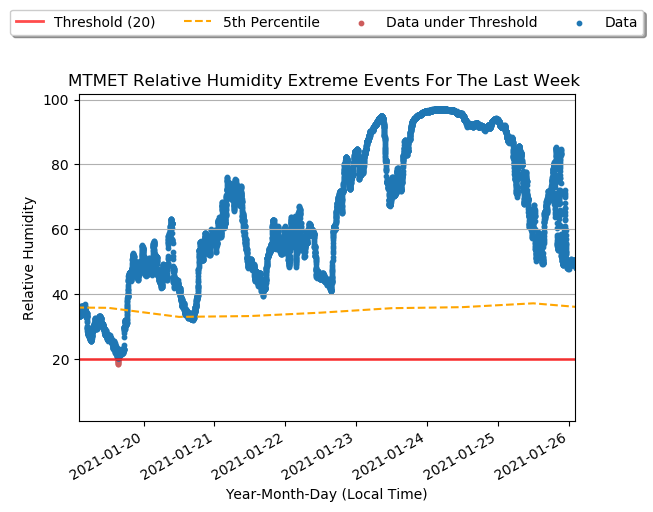 Threshold (20) 5th Percentile Data under Threshold Data
MTMET Relative Humidity Extreme Events For The Last Week
100
80
60
40
20
Relative Humidity
2021-01-20 2021-01-21 2021-01-22 2021-01-23 2021-01-24 2021-01-25 2021-01-26
Year-Month-Day (Local Time)